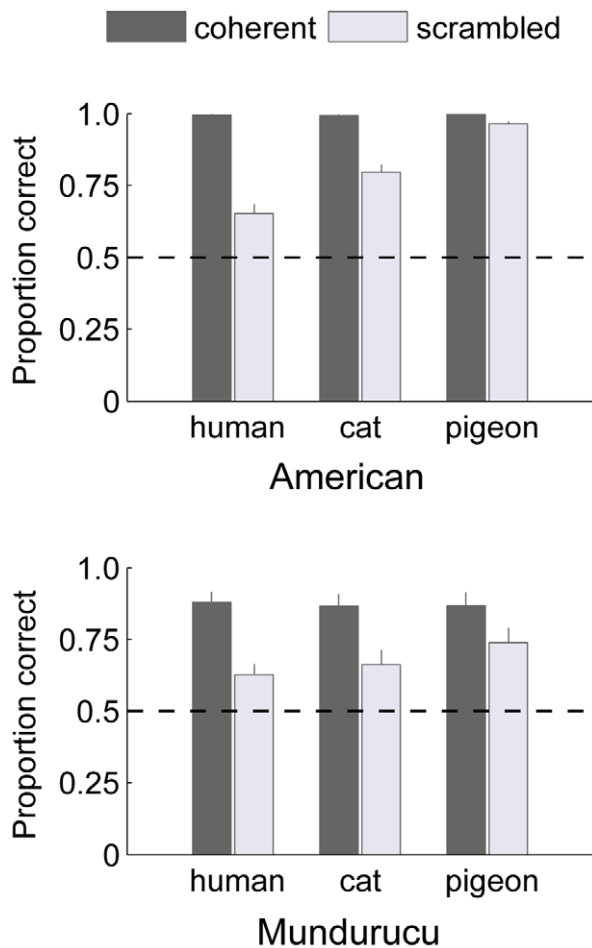 coherent scrambled
Proportion correct
1.0
0.75
0.5
0.25
0
human cat pigeon
American
Proportion correct
1.0
0.75
0.5
0.25
0
human cat pigeon
Mundurucu